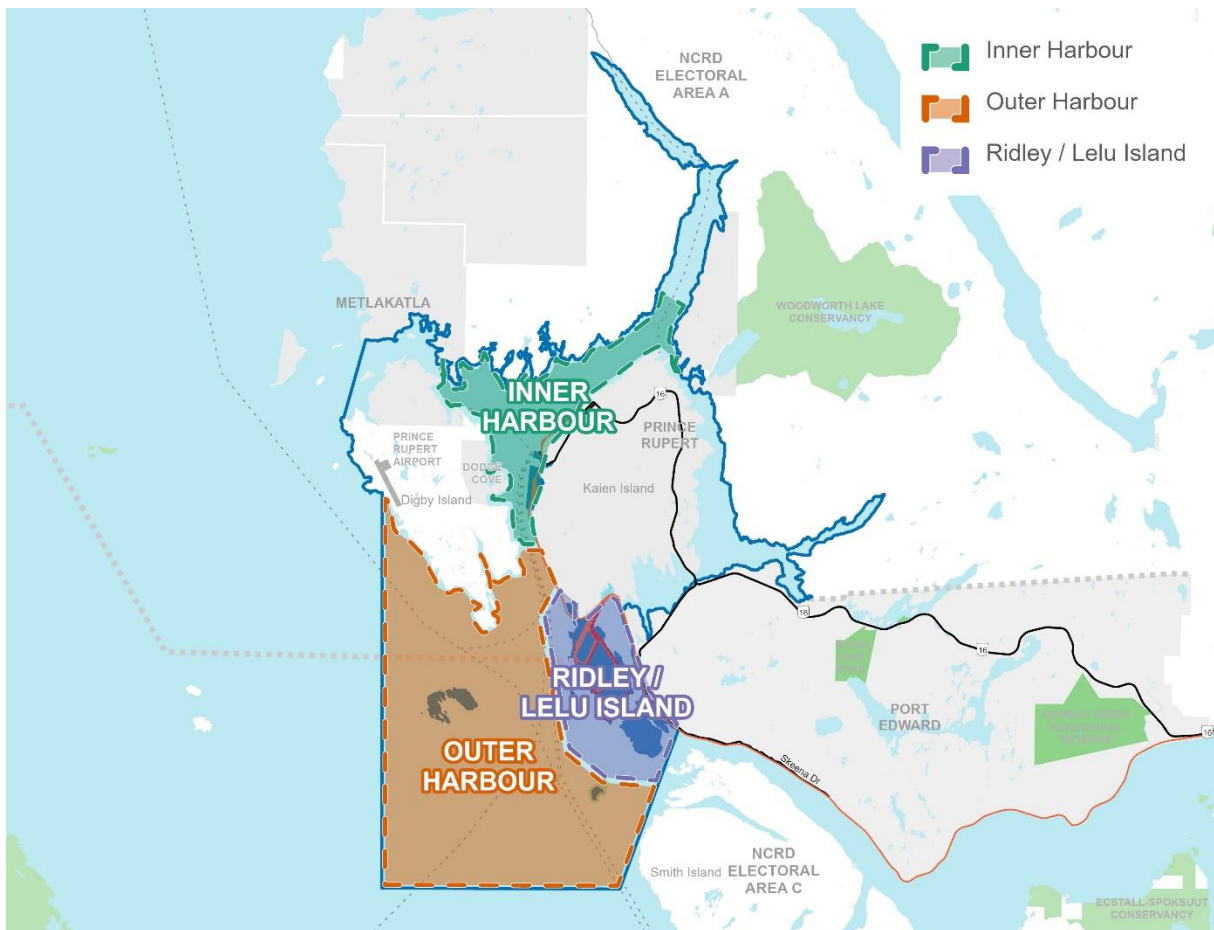 NCRD
ELECTORAL
AREA A
Inner Harbour
Outer Harbour
Ridley / Lelu Island
METLAKATLA
WOODWORTH LAKE
CONSERVANCY
INNER
HARBOUR
16
PRINCE
RUPERT
PRINCE
RUPERT
AIRPORT
DODGE
COVE
Digby Island
Kaien Island
16
16
RIDLEY /
LELU ISLAND
PORT
EDWARD
16
OUTER
HARBOUR
Skeena Dr
Smith Island
NCRD
ELECTORAL
AREA C
ECSTALL-SPOKSUUT
CONSERVANCY